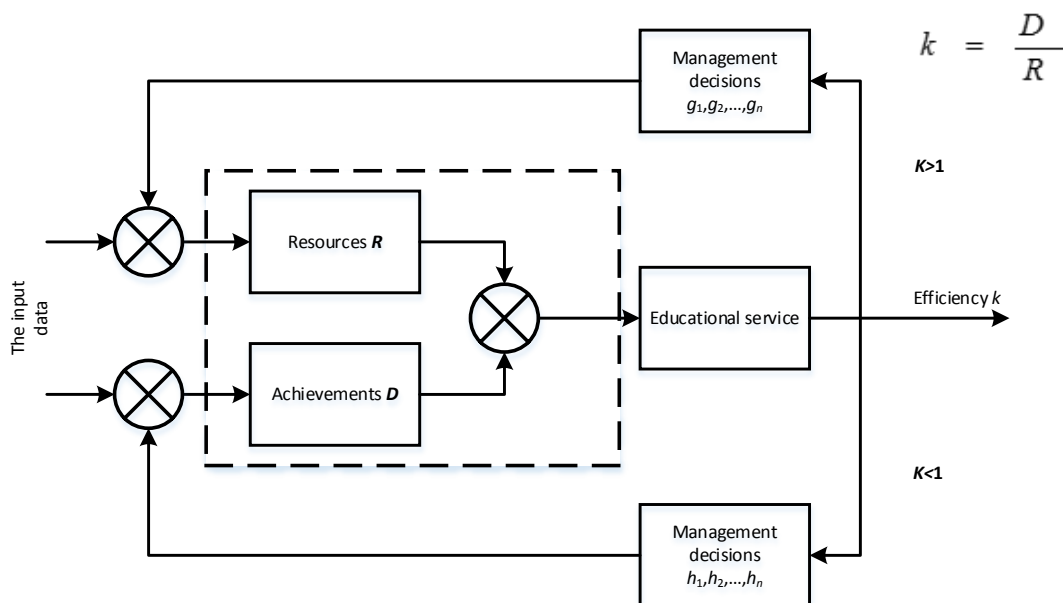 Management
decisions
g₁,g₂,...,gₙ
k = D/R
K>1
Resources R
The input
data
Educational service
Efficiency k
Achievements D
K<1
Management
decisions
h₁,h₂,...,hₙ